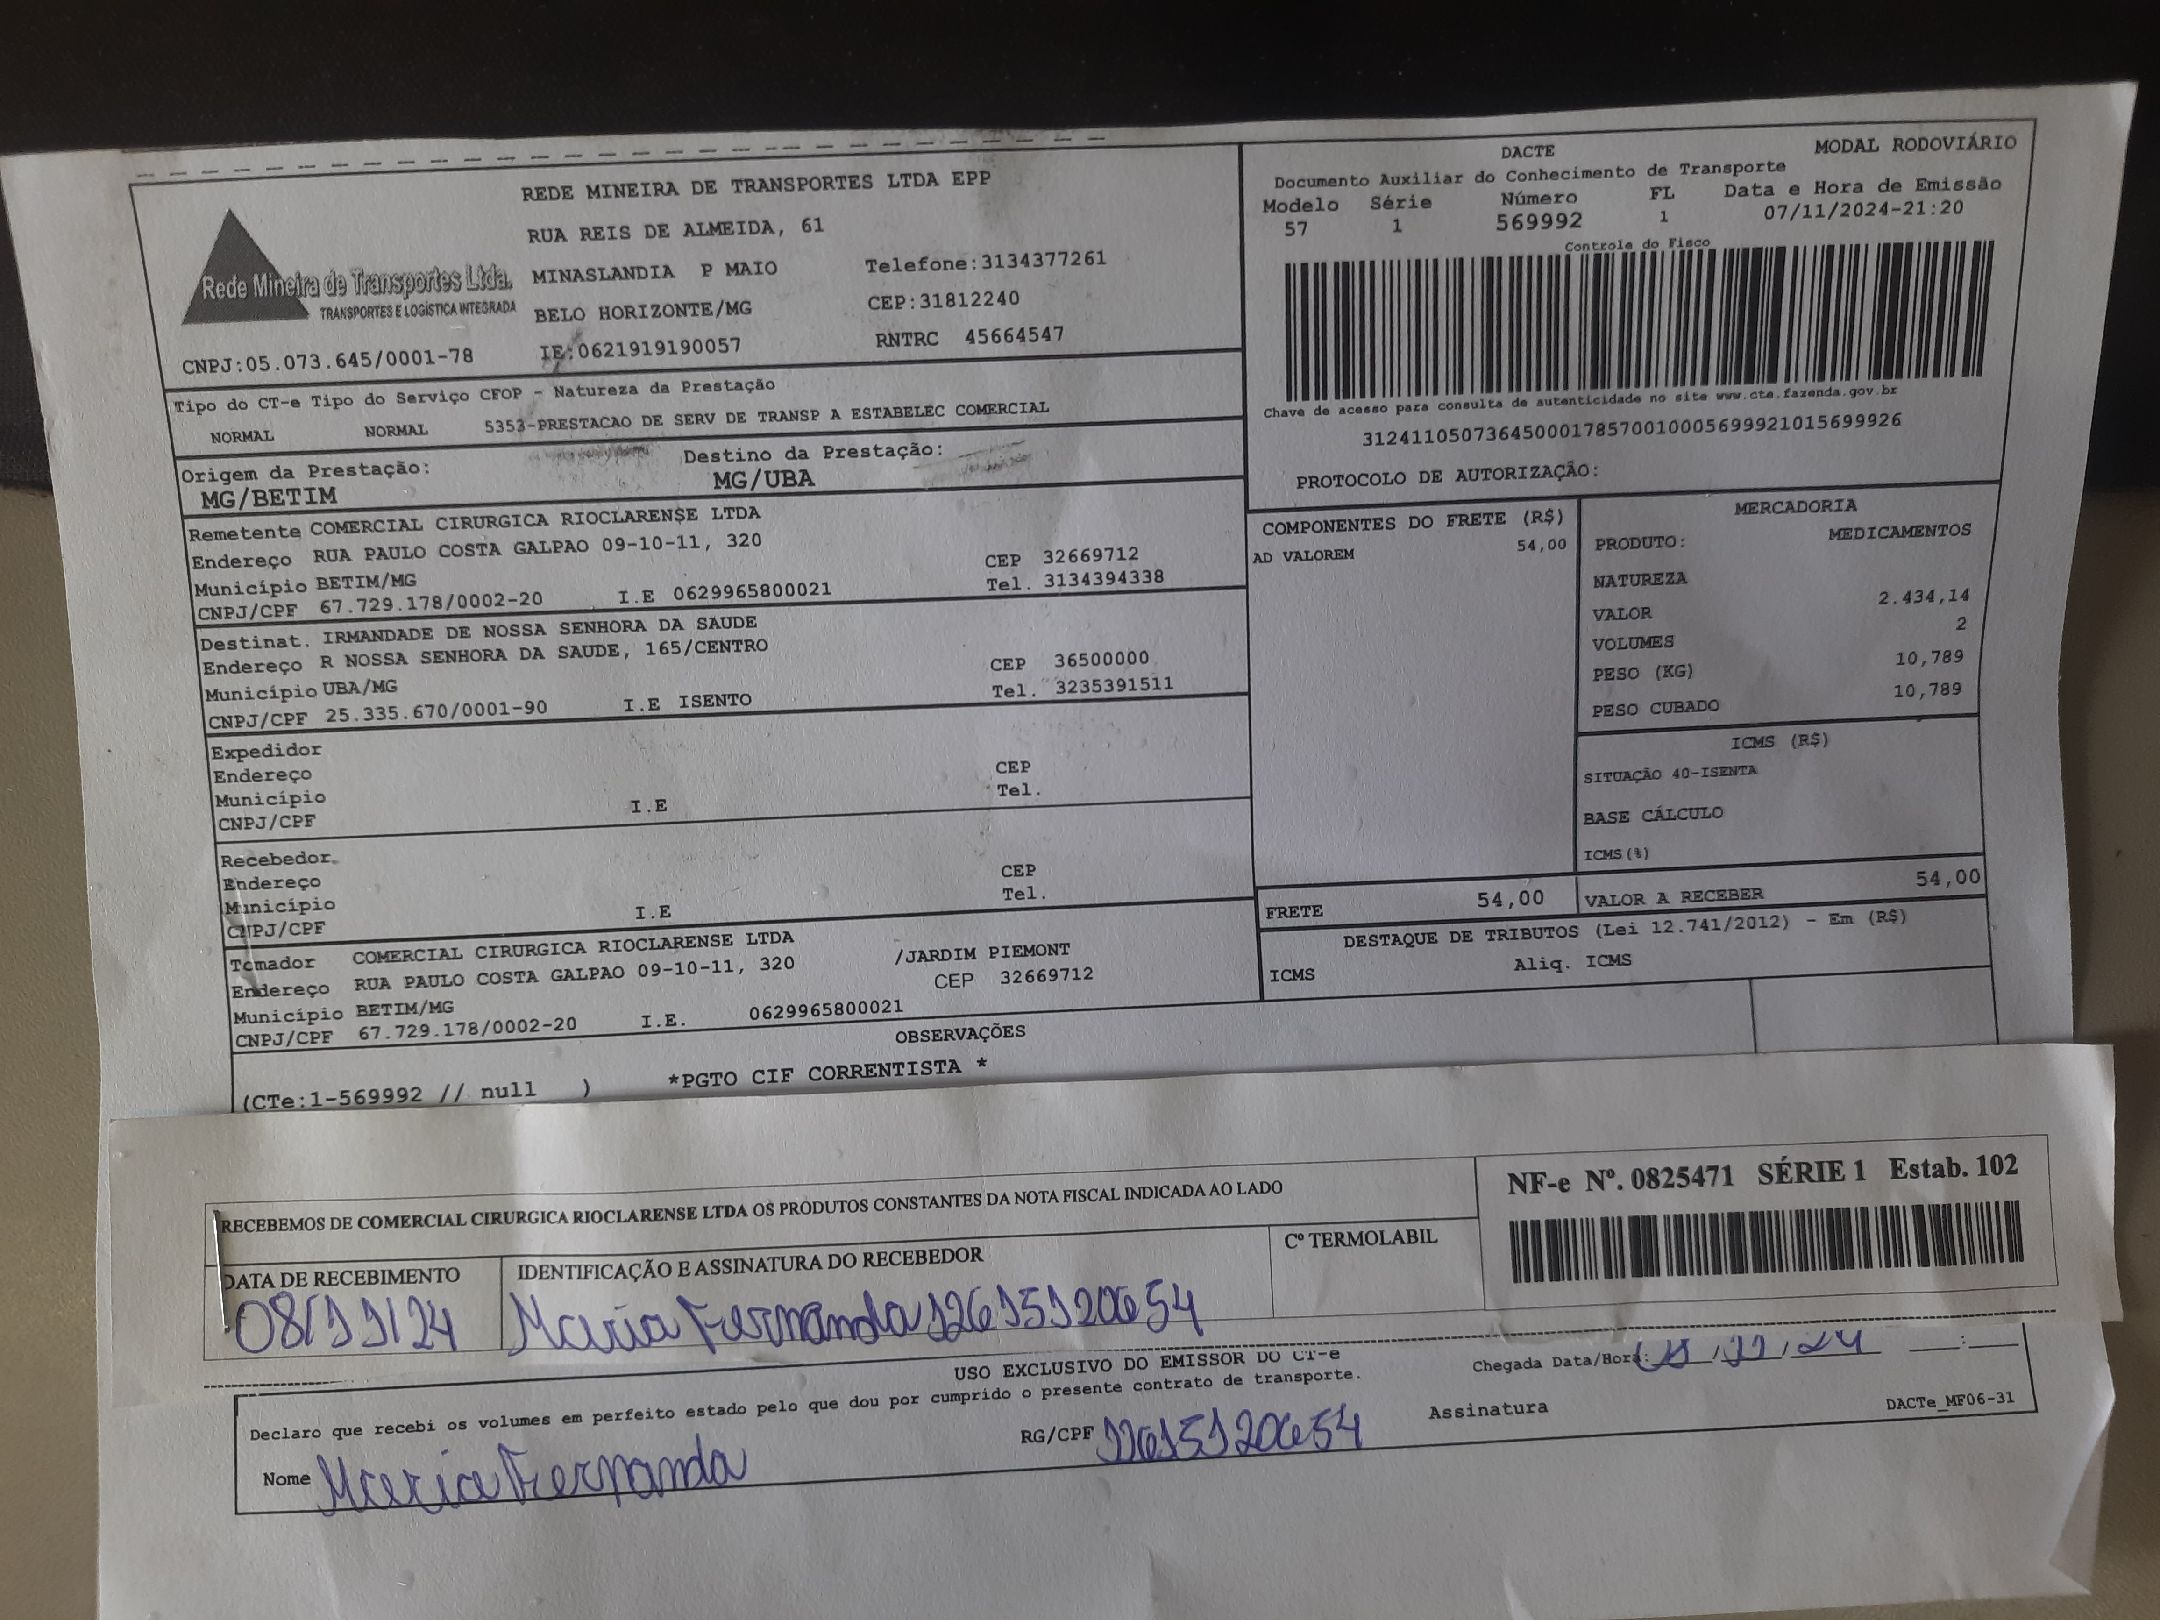 REDE MINEIRA DE TRANSPORTES LTDA EPP
RUA REIS DE ALMEIDA, 61
Rede Mineira de Transportes Ltda.
TRANSPORTES E LOGÍSTICA INTEGRADA
MINASLANDIA P MAIO Telefone:3134377261
BELO HORIZONTE/MG CEP:31812240
CNPJ:05.073.645/0001-78 IE:0621919190057 RNTRC 45664547
DACTE MODAL RODOVIÁRIO
Documento Auxiliar do Conhecimento de Transporte
Modelo Série Número FL Data e Hora de Emissão
57 1 569992 1 07/11/2024-21:20
Controle do Fisco
Chave de acesso para consulta de autenticidade no site www.cte.fazenda.gov.br
31241105073645000178570010005699921015699926
PROTOCOLO DE AUTORIZAÇÃO:
Tipo do CT-e Tipo do Serviço CFOP - Natureza da Prestação
NORMAL NORMAL 5353-PRESTACAO DE SERV DE TRANSP A ESTABELEC COMERCIAL
Origem da Prestação: Destino da Prestação:
MG/BETIM MG/UBA
Remetente COMERCIAL CIRURGICA RIOCLARENSE LTDA
Endereço RUA PAULO COSTA GALPAO 09-10-11, 320 CEP 32669712
Município BETIM/MG Tel. 3134394338
CNPJ/CPF 67.729.178/0002-20 I.E 0629965800021
Destinat. IRMANDADE DE NOSSA SENHORA DA SAUDE
Endereço R NOSSA SENHORA DA SAUDE, 165/CENTRO CEP 36500000
Município UBA/MG Tel. 3235391511
CNPJ/CPF 25.335.670/0001-90 I.E ISENTO
Expedidor
Endereço CEP
Município Tel.
CNPJ/CPF I.E
Recebedor
Endereço CEP
Município Tel.
CNPJ/CPF I.E
Tomador COMERCIAL CIRURGICA RIOCLARENSE LTDA /JARDIM PIEMONT
Endereço RUA PAULO COSTA GALPAO 09-10-11, 320 CEP 32669712
Município BETIM/MG
CNPJ/CPF 67.729.178/0002-20 I.E. 0629965800021
COMPONENTES DO FRETE (R$)
AD VALOREM 54,00
MERCADORIA
PRODUTO: MEDICAMENTOS
NATUREZA
VALOR 2.434,14
VOLUMES 2
PESO (KG) 10,789
PESO CUBADO 10,789
ICMS (R$)
SITUAÇÃO 40-ISENTA
BASE CÁLCULO
ICMS(%)
FRETE 54,00 VALOR A RECEBER 54,00
DESTAQUE DE TRIBUTOS (Lei 12.741/2012) - Em (R$)
ICMS Aliq. ICMS
OBSERVAÇÕES
(CTe:1-569992 // null ) *PGTO CIF CORRENTISTA *
RECEBEMOS DE COMERCIAL CIRURGICA RIOCLARENSE LTDA OS PRODUTOS CONSTANTES DA NOTA FISCAL INDICADA AO LADO
NF-e Nº. 0825471 SÉRIE 1 Estab. 102
DATA DE RECEBIMENTO IDENTIFICAÇÃO E ASSINATURA DO RECEBEDOR Cº TERMOLABIL
08/11/24 Maria Fernanda 12615120654
USO EXCLUSIVO DO EMISSOR DO CT-e
Declaro que recebi os volumes em perfeito estado pelo que dou por cumprido o presente contrato de transporte.
Chegada Data/Hora: 08/11/24 :
Nome Maria Fernanda RG/CPF 12615120654 Assinatura
DACTe_MF06-31